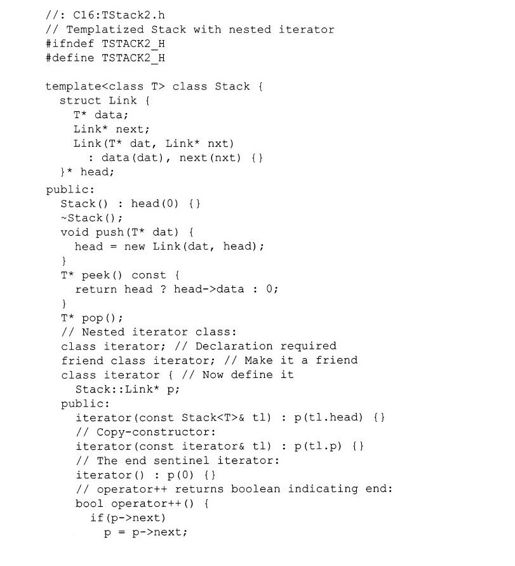 //: C16:TStack2.h
// Templatized Stack with nested iterator
#ifndef TSTACK2_H
#define TSTACK2_H
template<class T> class Stack {
struct Link {
T* data;
Link* next;
Link(T* dat, Link* nxt)
: data(dat), next(nxt) {}
}* head;
public:
Stack() : head(0) {}
~Stack();
void push(T* dat) {
head = new Link(dat, head);
}
T* peek() const {
return head ? head->data : 0;
}
T* pop();
// Nested iterator class:
class iterator; // Declaration required
friend class iterator; // Make it a friend
class iterator { // Now define it
Stack::Link* p;
public:
iterator(const Stack<T>& tl) : p(tl.head) {}
// Copy-constructor:
iterator(const iterator& tl) : p(tl.p) {}
// The end sentinel iterator:
iterator() : p(0) {}
// operator++ returns boolean indicating end:
bool operator++() {
if(p->next)
p = p->next;